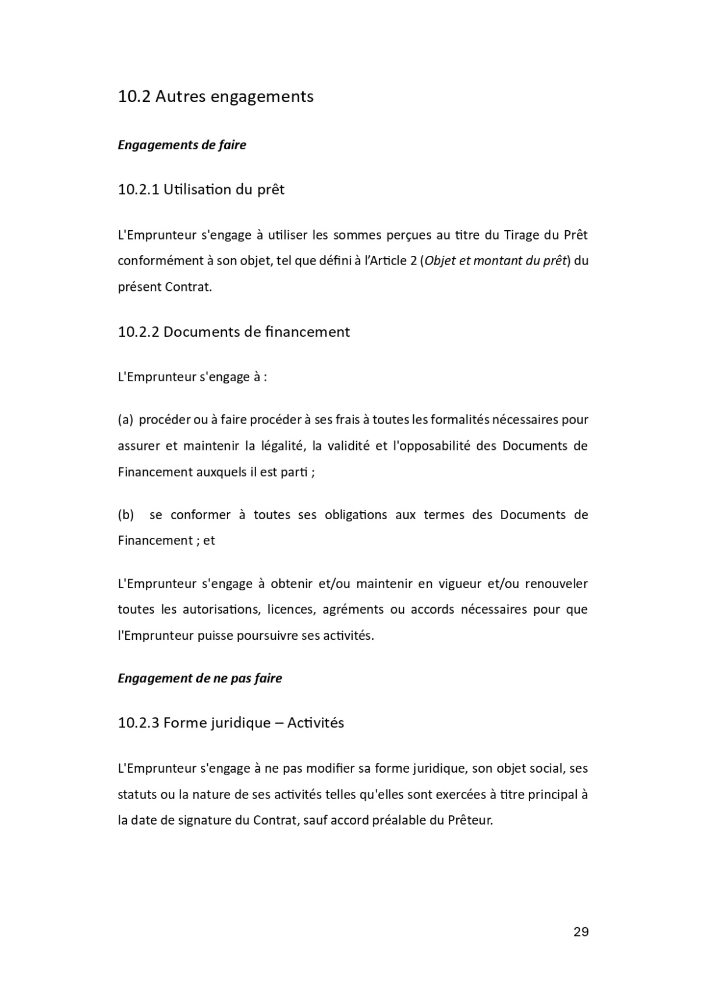 10.2 Autres engagements
Engagements de faire
10.2.1 Utilisation du prêt
L'Emprunteur s'engage à utiliser les sommes perçues au titre du Tirage du Prêt
conformément à son objet, tel que défini à l’Article 2 (Objet et montant du prêt) du
présent Contrat.
10.2.2 Documents de financement
L'Emprunteur s'engage à :
(a) procéder ou à faire procéder à ses frais à toutes les formalités nécessaires pour
assurer et maintenir la légalité, la validité et l'opposabilité des Documents de
Financement auxquels il est parti ;
(b) se conformer à toutes ses obligations aux termes des Documents de
Financement ; et
L'Emprunteur s'engage à obtenir et/ou maintenir en vigueur et/ou renouveler
toutes les autorisations, licences, agréments ou accords nécessaires pour que
l'Emprunteur puisse poursuivre ses activités.
Engagement de ne pas faire
10.2.3 Forme juridique – Activités
L'Emprunteur s'engage à ne pas modifier sa forme juridique, son objet social, ses
statuts ou la nature de ses activités telles qu'elles sont exercées à titre principal à
la date de signature du Contrat, sauf accord préalable du Prêteur.
29